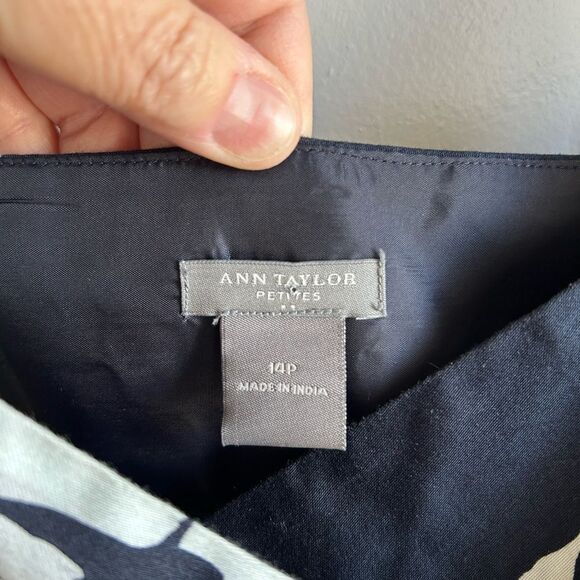 ANN TAYLOR
PETITES
14P
MADE IN INDIA